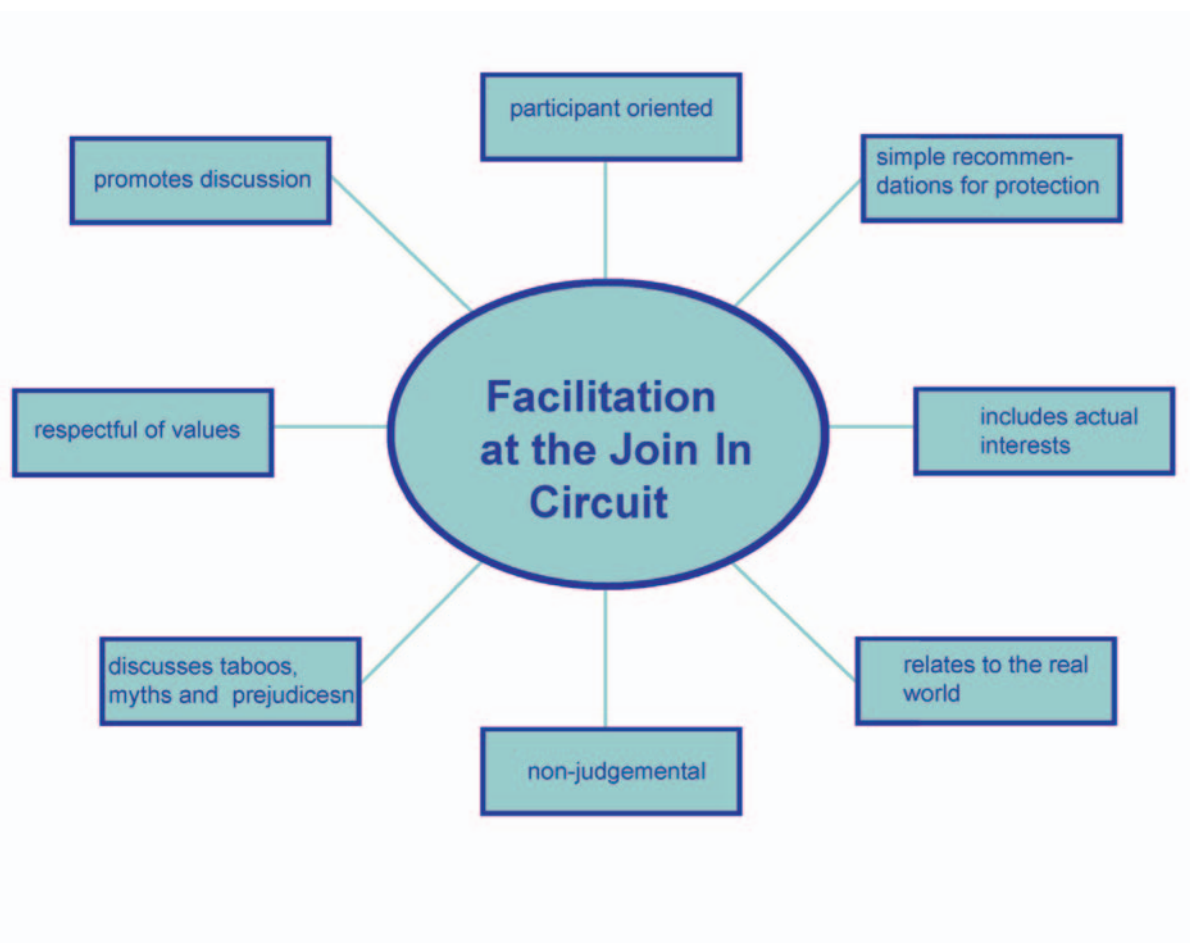 participant oriented
promotes discussion
simple recommen-
dations for protection
Facilitation
at the Join In
Circuit
respectful of values
includes actual
interests
discusses taboos,
myths and prejudicesn
relates to the real
world
non-judgemental